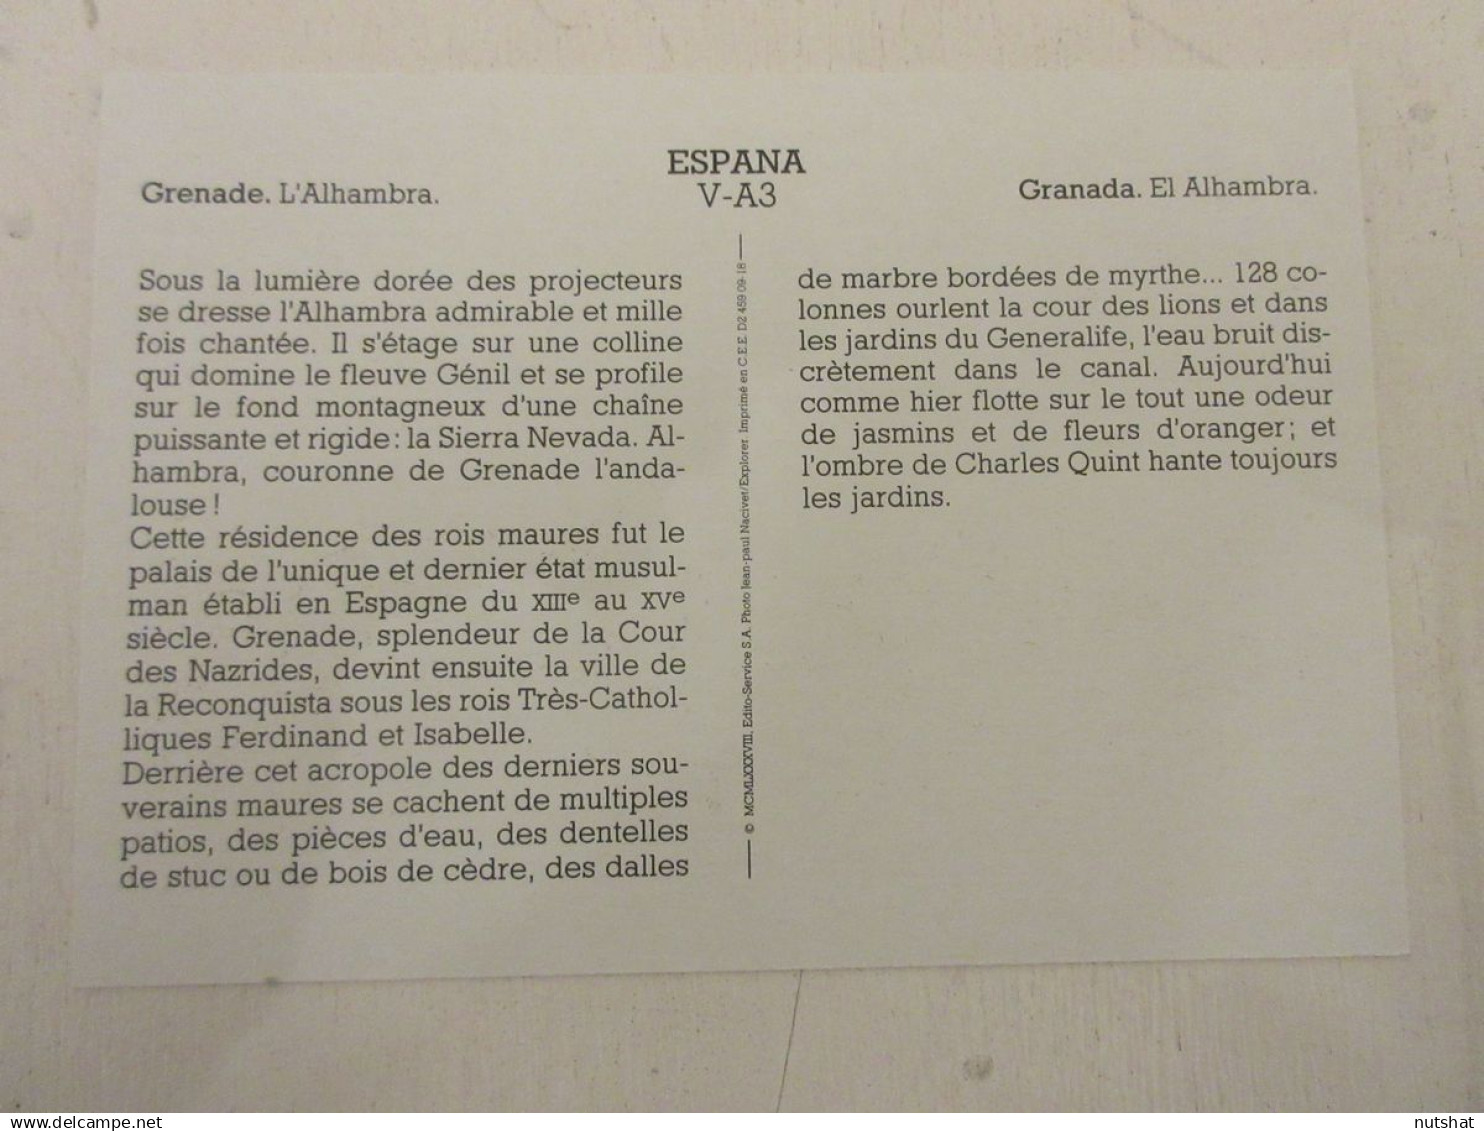 ESPANA
V-A3
Grenade. L'Alhambra.
Granada. El Alhambra.
Sous la lumière dorée des projecteurs
se dresse l'Alhambra admirable et mille
fois chantée. Il s'étage sur une colline
qui domine le fleuve Génil et se profile
sur le fond montagneux d'une chaîne
puissante et rigide : la Sierra Nevada. Al-
hambra, couronne de Grenade l'anda-
louse !
Cette résidence des rois maures fut le
palais de l'unique et dernier état musul-
man établi en Espagne du XIIIe au XVe
siècle. Grenade, splendeur de la Cour
des Nazrides, devint ensuite la ville de
la Reconquista sous les rois Très-Cathol-
liques Ferdinand et Isabelle.
Derrière cet acropole des derniers sou-
verains maures se cachent de multiples
patios, des pièces d'eau, des dentelles
de stuc ou de bois de cèdre, des dalles
© MCMLXXXVIII. Edito-Service S.A. Photo Jean-paul Nacivet/Explorer. Imprimé en C.E.E. D2 459 09-18
de marbre bordées de myrthe... 128 co-
lonnes ourlent la cour des lions et dans
les jardins du Generalife, l'eau bruit dis-
crètement dans le canal. Aujourd'hui
comme hier flotte sur le tout une odeur
de jasmins et de fleurs d'oranger ; et
l'ombre de Charles Quint hante toujours
les jardins.
delcampe.net
nutshat